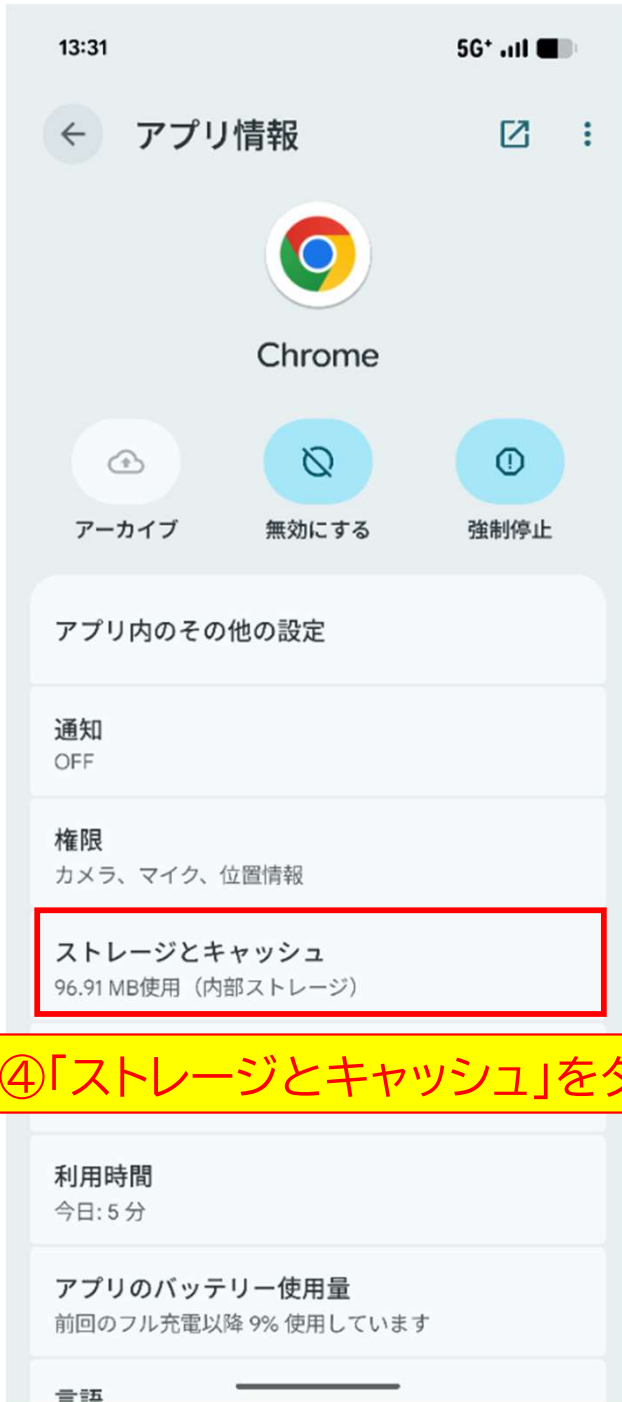 13:31
5G⁺
アプリ情報
Chrome
アーカイブ
無効にする
強制停止
アプリ内のその他の設定
通知
OFF
権限
カメラ、マイク、位置情報
ストレージとキャッシュ
96.91 MB使用（内部ストレージ）
④「ストレージとキャッシュ」を
利用時間
今日: 5 分
アプリのバッテリー使用量
前回のフル充電以降 9% 使用しています
言語